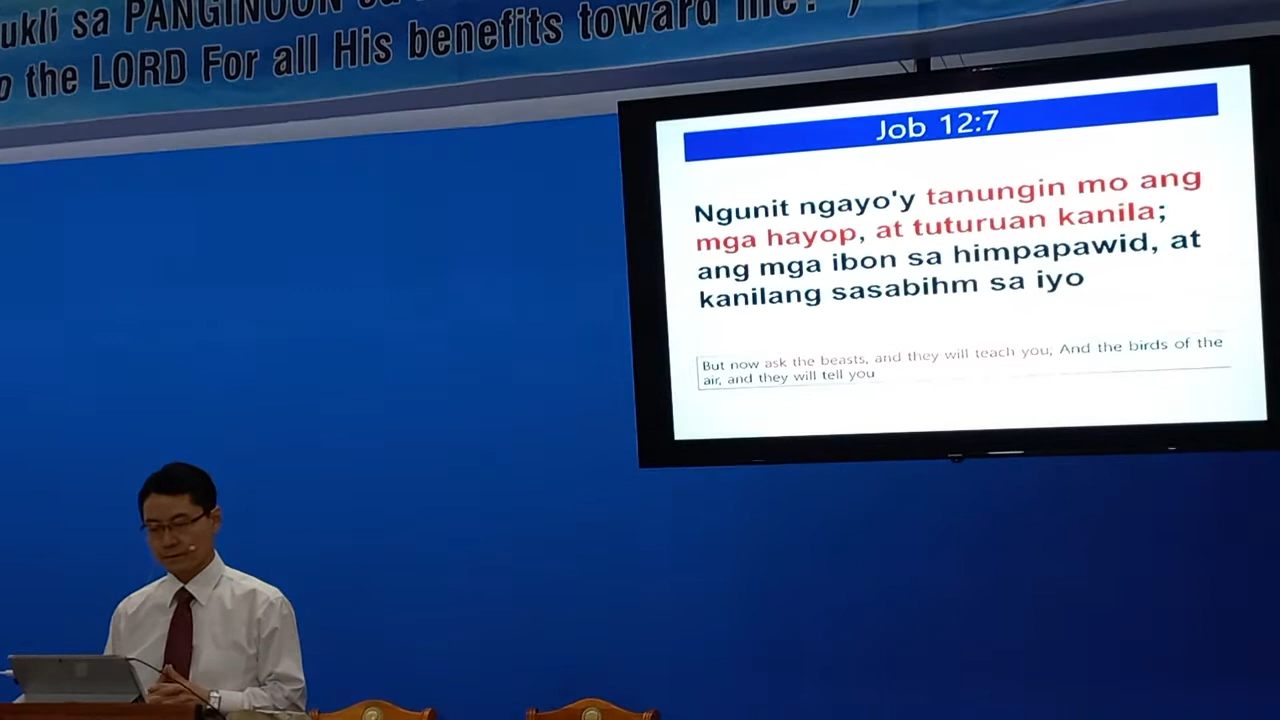 ukli sa PANGINOON
the LORD For all His benefits toward me?")
Job 12:7
Ngunit ngayo'y tanungin mo ang
mga hayop, at tuturuan kanila;
ang mga ibon sa himpapawid, at
kanilang sasabihm sa iyo
But now ask the beasts, and they will teach you; And the birds of the
air, and they will tell you